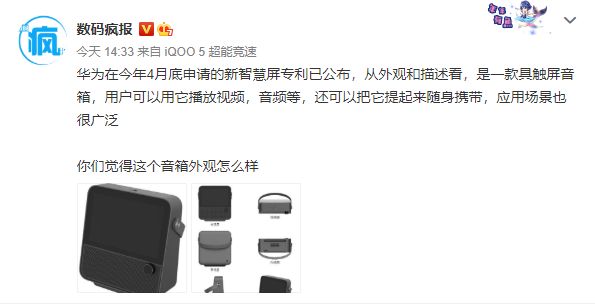 疯
数码疯报
今天 14:33 来自 iQOO 5 超能竞速
华为在今年4月底申请的新智慧屏专利已公布，从外观和描述看，是一款具触屏音
箱，用户可以用它播放视频，音频等，还可以把它提起来随身携带，应用场景也
很广泛
你们觉得这个音箱外观怎么样